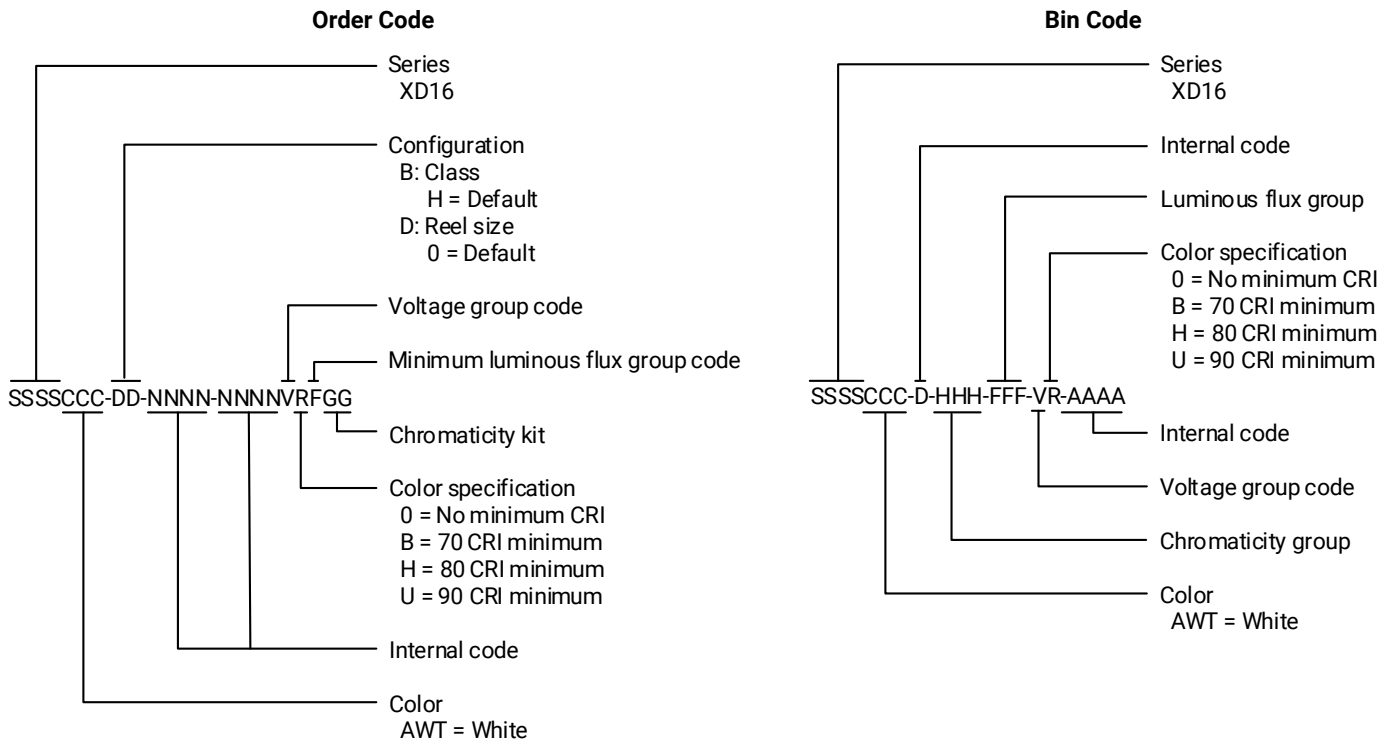 Order Code
Series
XD16
Configuration
B: Class
H = Default
D: Reel size
0 = Default
Voltage group code
Minimum luminous flux group code
SSSSCCC-DD-NNNN-NNNNVRFGG
Chromaticity kit
Color specification
0 = No minimum CRI
B = 70 CRI minimum
H = 80 CRI minimum
U = 90 CRI minimum
Internal code
Color
AWT = White
Bin Code
Series
XD16
Internal code
Luminous flux group
Color specification
0 = No minimum CRI
B = 70 CRI minimum
H = 80 CRI minimum
U = 90 CRI minimum
SSSSCCC-D-HHH-FFF-VR-AAAA
Internal code
Voltage group code
Chromaticity group
Color
AWT = White